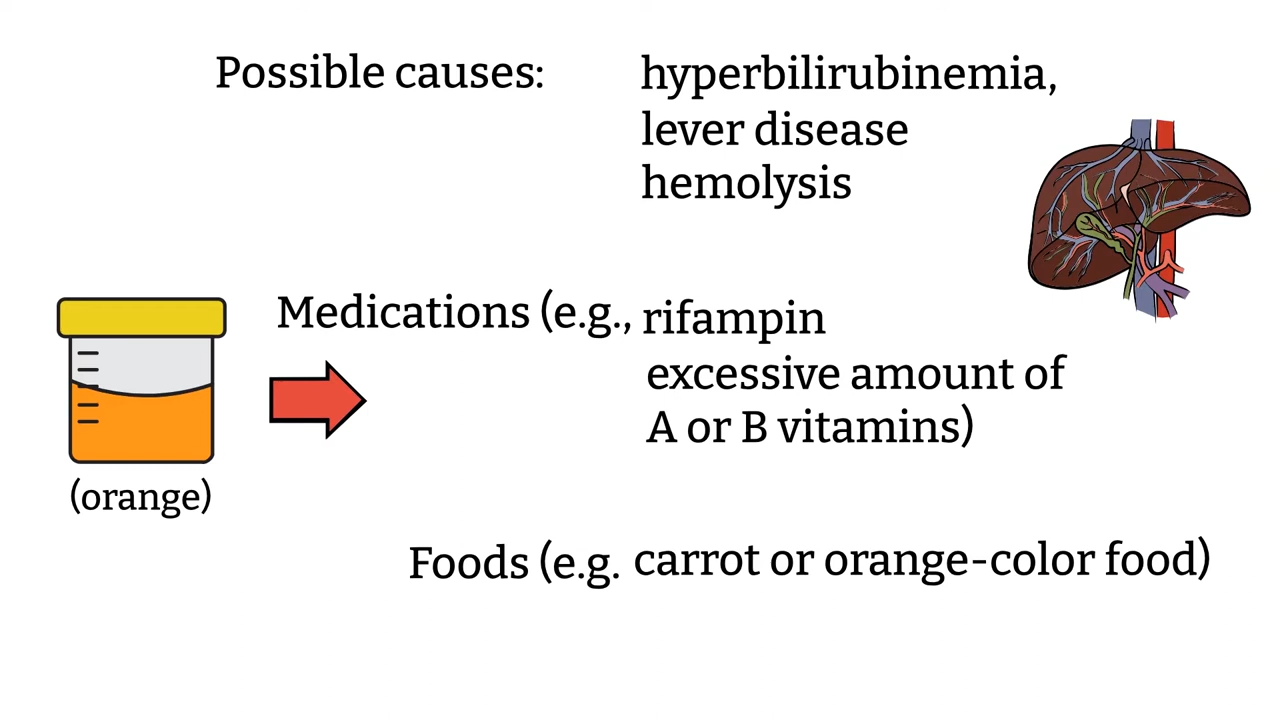 Possible causes: hyperbilirubinemia,
lever disease
hemolysis
Medications (e.g., rifampin
excessive amount of
A or B vitamins)
(orange)
Foods (e.g. carrot or orange-color food)